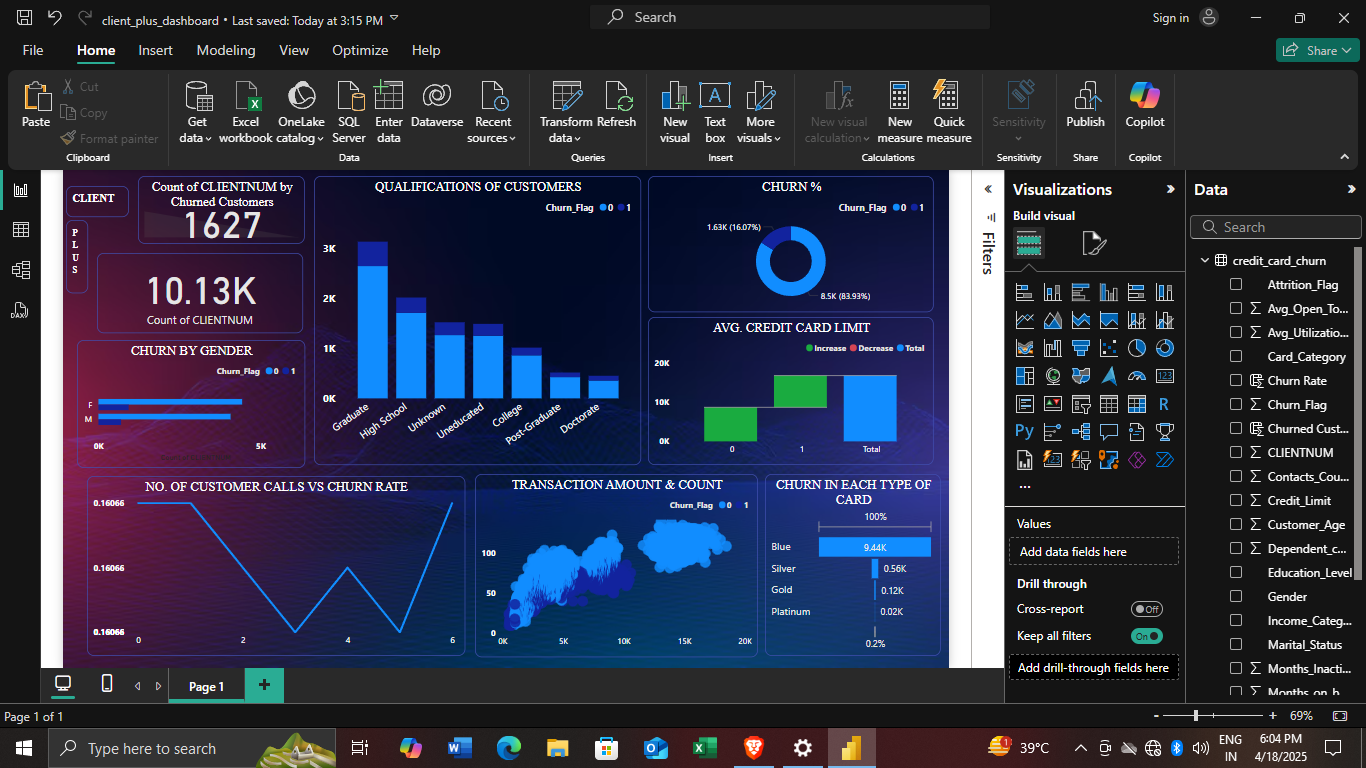 client_plus_dashboard • Last saved: Today at 3:15 PM
Search
Sign in
File
Home
Insert
Modeling
View
Optimize
Help
Share
Paste
Cut
Copy
Format painter
Clipboard
Get data
Excel workbook
OneLake catalog
SQL Server
Enter data
Dataverse
Recent sources
Data
Transform data
Refresh
Queries
New visual
Text box
More visuals
Insert
New visual calculation
New measure
Quick measure
Calculations
Sensitivity
Sensitivity
Publish
Share
Copilot
Copilot
CLIENT
P
L
U
S
Count of CLIENTNUM by
Churned Customers
1627
10.13K
Count of CLIENTNUM
CHURN BY GENDER
Churn_Flag 0 1
F
M
0K 5K
QUALIFICATIONS OF CUSTOMERS
Churn_Flag 0 1
3K
2K
1K
0K
Graduate
High School
Unknown
Uneducated
College
Post-Graduate
Doctorate
CHURN %
Churn_Flag 0 1
1.63K (16.07%)
8.5K (83.93%)
AVG. CREDIT CARD LIMIT
Increase Decrease Total
20K
10K
0K
0 1 Total
NO. OF CUSTOMER CALLS VS CHURN RATE
0.16066
0.16066
0.16066
0 2 4 6
TRANSACTION AMOUNT & COUNT
Churn_Flag 0 1
100
50
0
0K 5K 10K 15K 20K
CHURN IN EACH TYPE OF
CARD
100%
Blue 9.44K
Silver 0.56K
Gold 0.12K
Platinum 0.02K
0.2%
Filters
Visualizations
Build visual
R
Py
123
...
Values
Add data fields here
Drill through
Cross-report Off
Keep all filters On
Add drill-through fields here
Data
Search
credit_card_churn
Attrition_Flag
Avg_Open_To...
Avg_Utilizatio...
Card_Category
Churn Rate
Churn_Flag
Churned Cust...
CLIENTNUM
Contacts_Cou...
Credit_Limit
Customer_Age
Dependent_c...
Education_Level
Gender
Income_Categ...
Marital_Status
Months_Inacti...
Page 1
Page 1 of 1
- + 69%
Type here to search
39°C
ENG
IN
6:04 PM
4/18/2025